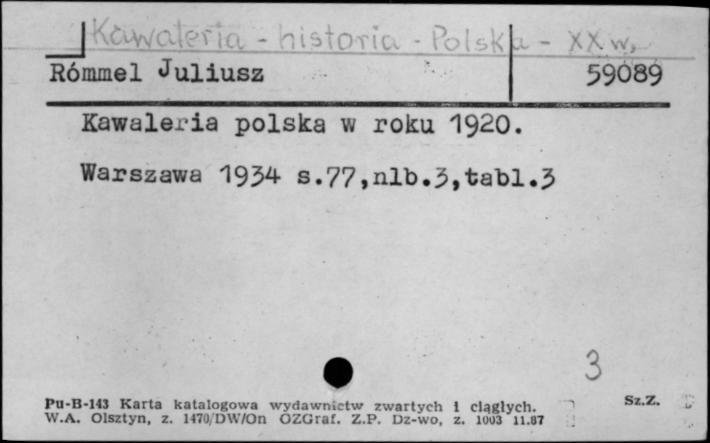 Kawaleria - historia - Polska - XX w.
Rómmel Juliusz 59089
Kawaleria polska w roku 1920.
Warszawa 1934 s.77,nlb.3,tabl.3
3
Pu-B-143 Karta katalogowa wydawnictw zwartych i ciągłych. Sz.Z.
W.A. Olsztyn, z. 1470/DW/On OZGraf. Z.P. Dz-wo, z. 1003 11.87